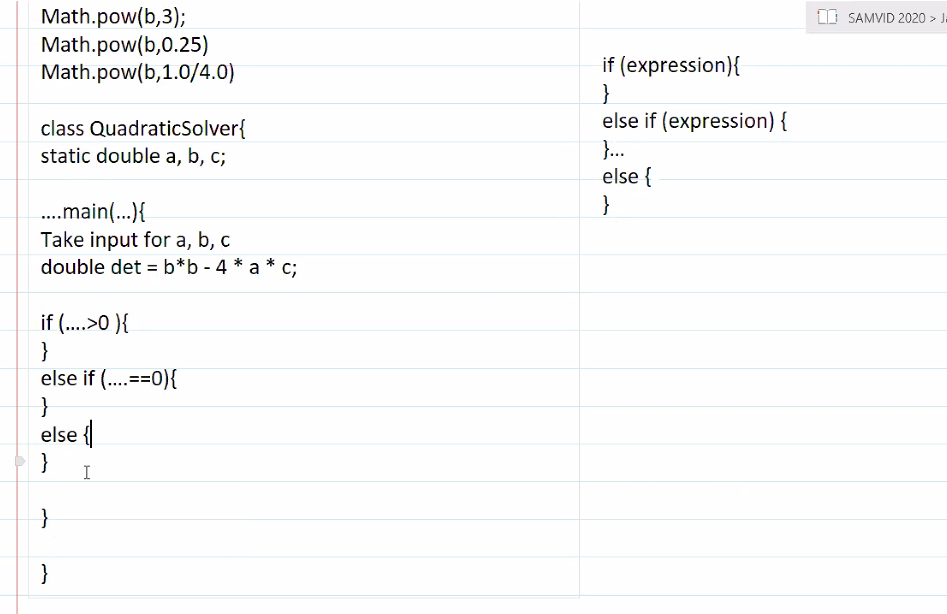 Math.pow(b,3);
Math.pow(b,0.25)
Math.pow(b,1.0/4.0)
class QuadraticSolver{
static double a, b, c;
....main(...){
Take input for a, b, c
double det = b*b - 4 * a * c;
if (....>0 ){
}
else if (....==0){
}
else {
}
}
}
SAMVID 2020 >
if (expression){
}
else if (expression) {
}...
else {
}